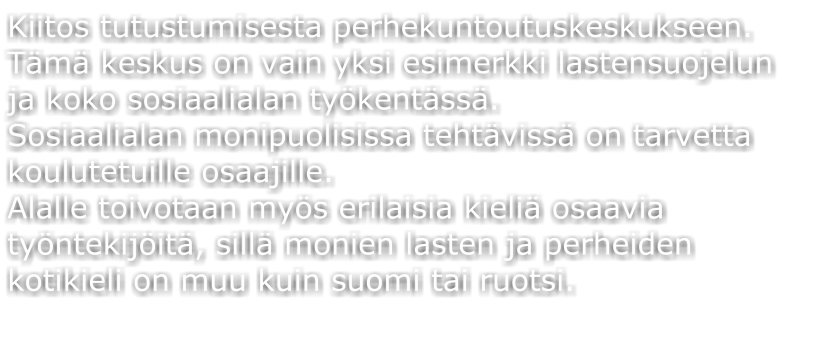 Kiitos tutustumisesta perhekuntoutuskeskukseen.
Tämä keskus on vain yksi esimerkki lastensuojelun
ja koko sosiaalialan työkentässä.
Sosiaalialan monipuolisissa tehtävissä on tarvetta
koulutetuille osaajille.
Alalle toivotaan myös erilaisia kieliä osaavia
työntekijöitä, sillä monien lasten ja perheiden
kotikieli on muu kuin suomi tai ruotsi.